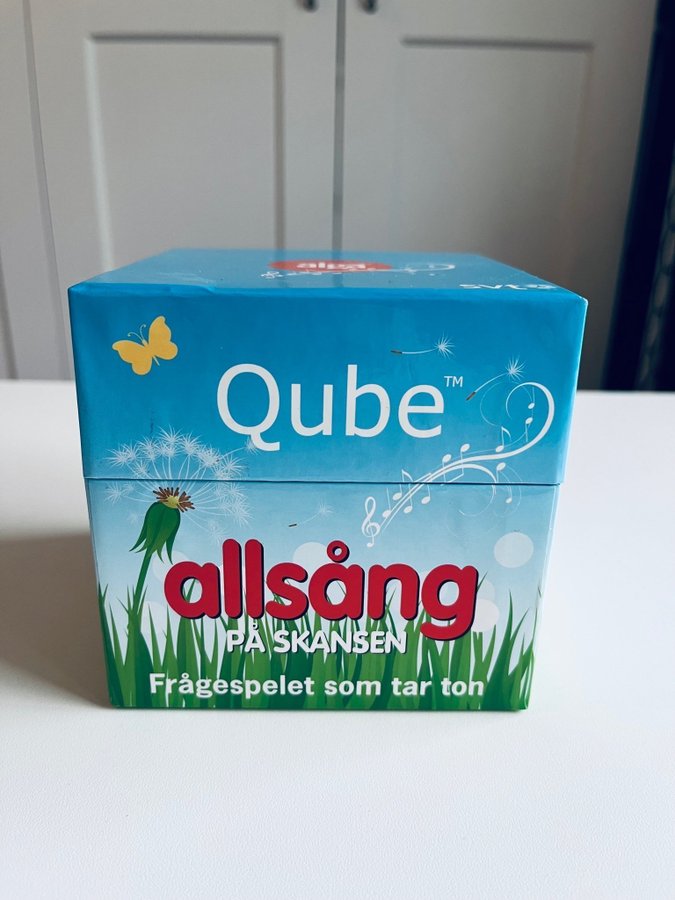 Qube™
allsång
PÅ SKANSEN
Frågespelet som tar ton